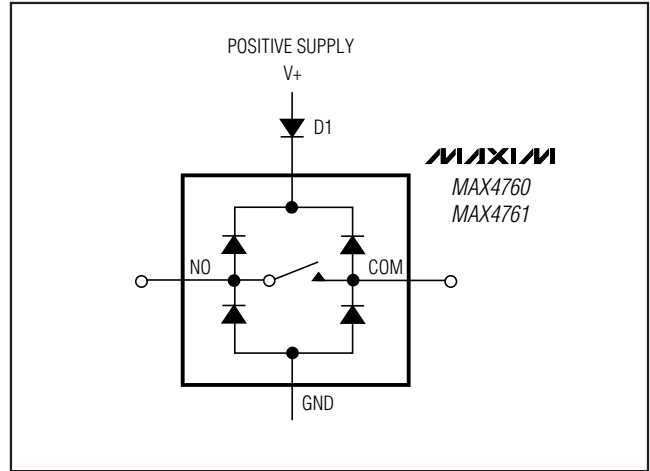 POSITIVE SUPPLY
V+
D1
MAXIM
MAX4760
MAX4761
NO
COM
GND